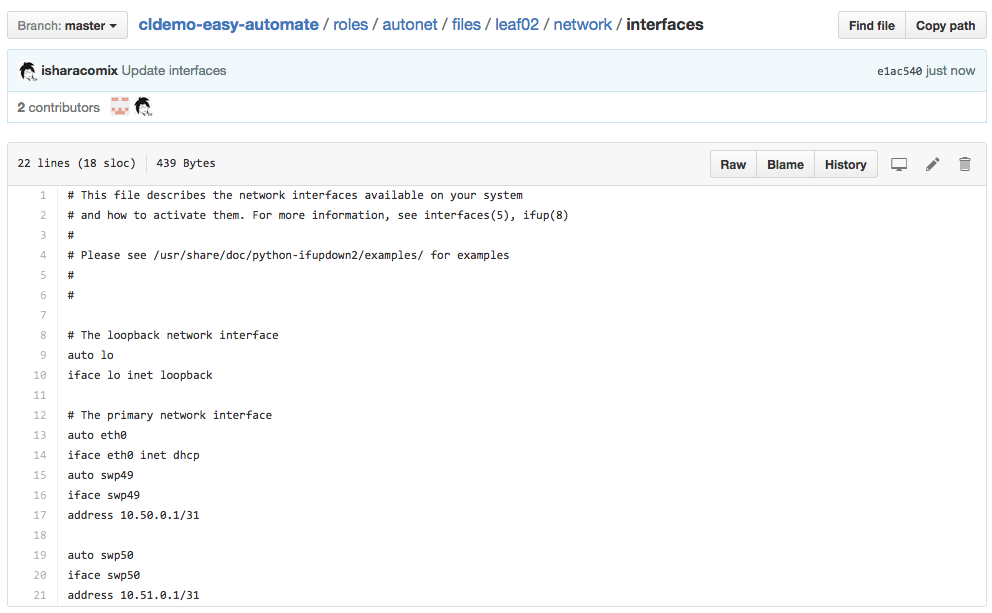 Branch: master cldemo-easy-automate / roles / autonet / files / leaf02 / network / interfaces Find file Copy path
isharacomix Update interfaces e1ac540 just now
2 contributors
22 lines (18 sloc) 439 Bytes Raw Blame History
1 # This file describes the network interfaces available on your system
2 # and how to activate them. For more information, see interfaces(5), ifup(8)
3 #
4 # Please see /usr/share/doc/python-ifupdown2/examples/ for examples
5 #
6 #
7
8 # The loopback network interface
9 auto lo
10 iface lo inet loopback
11
12 # The primary network interface
13 auto eth0
14 iface eth0 inet dhcp
15 auto swp49
16 iface swp49
17 address 10.50.0.1/31
18
19 auto swp50
20 iface swp50
21 address 10.51.0.1/31